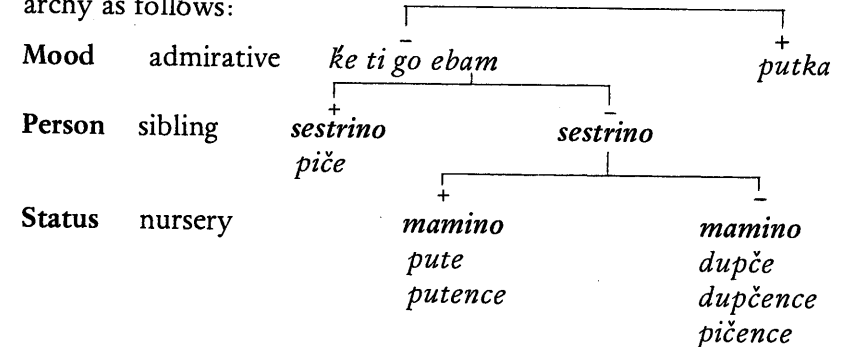 archy as follows:
− +
Mood admirative ḱe ti go ebam putka
+ −
Person sibling sestrino sestrino
piče
+ −
Status nursery mamino mamino
pute dupče
putence dupčence
pičence